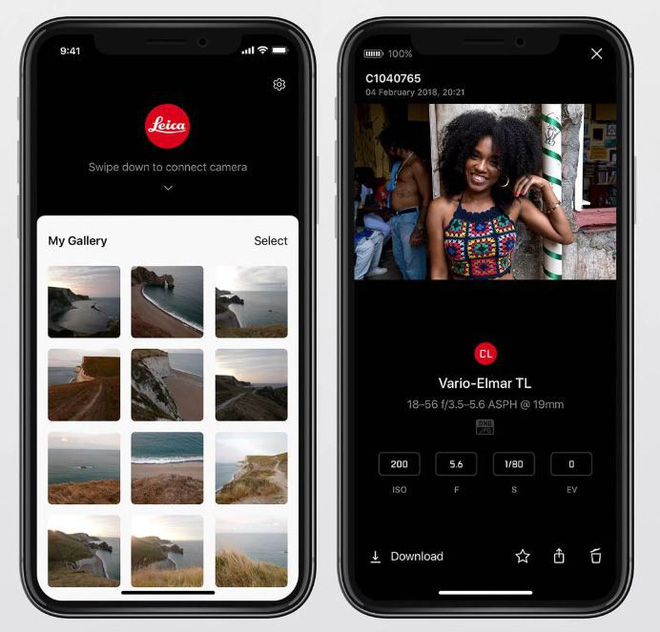 9:41
Leica
Swipe down to connect camera
My Gallery
Select
100%
C1040765
04 February 2018, 20:21
CL
Vario-Elmar TL
18–56 f/3.5–5.6 ASPH @ 19mm
DNG
JPG
200
5.6
1/80
0
ISO
F
S
EV
Download